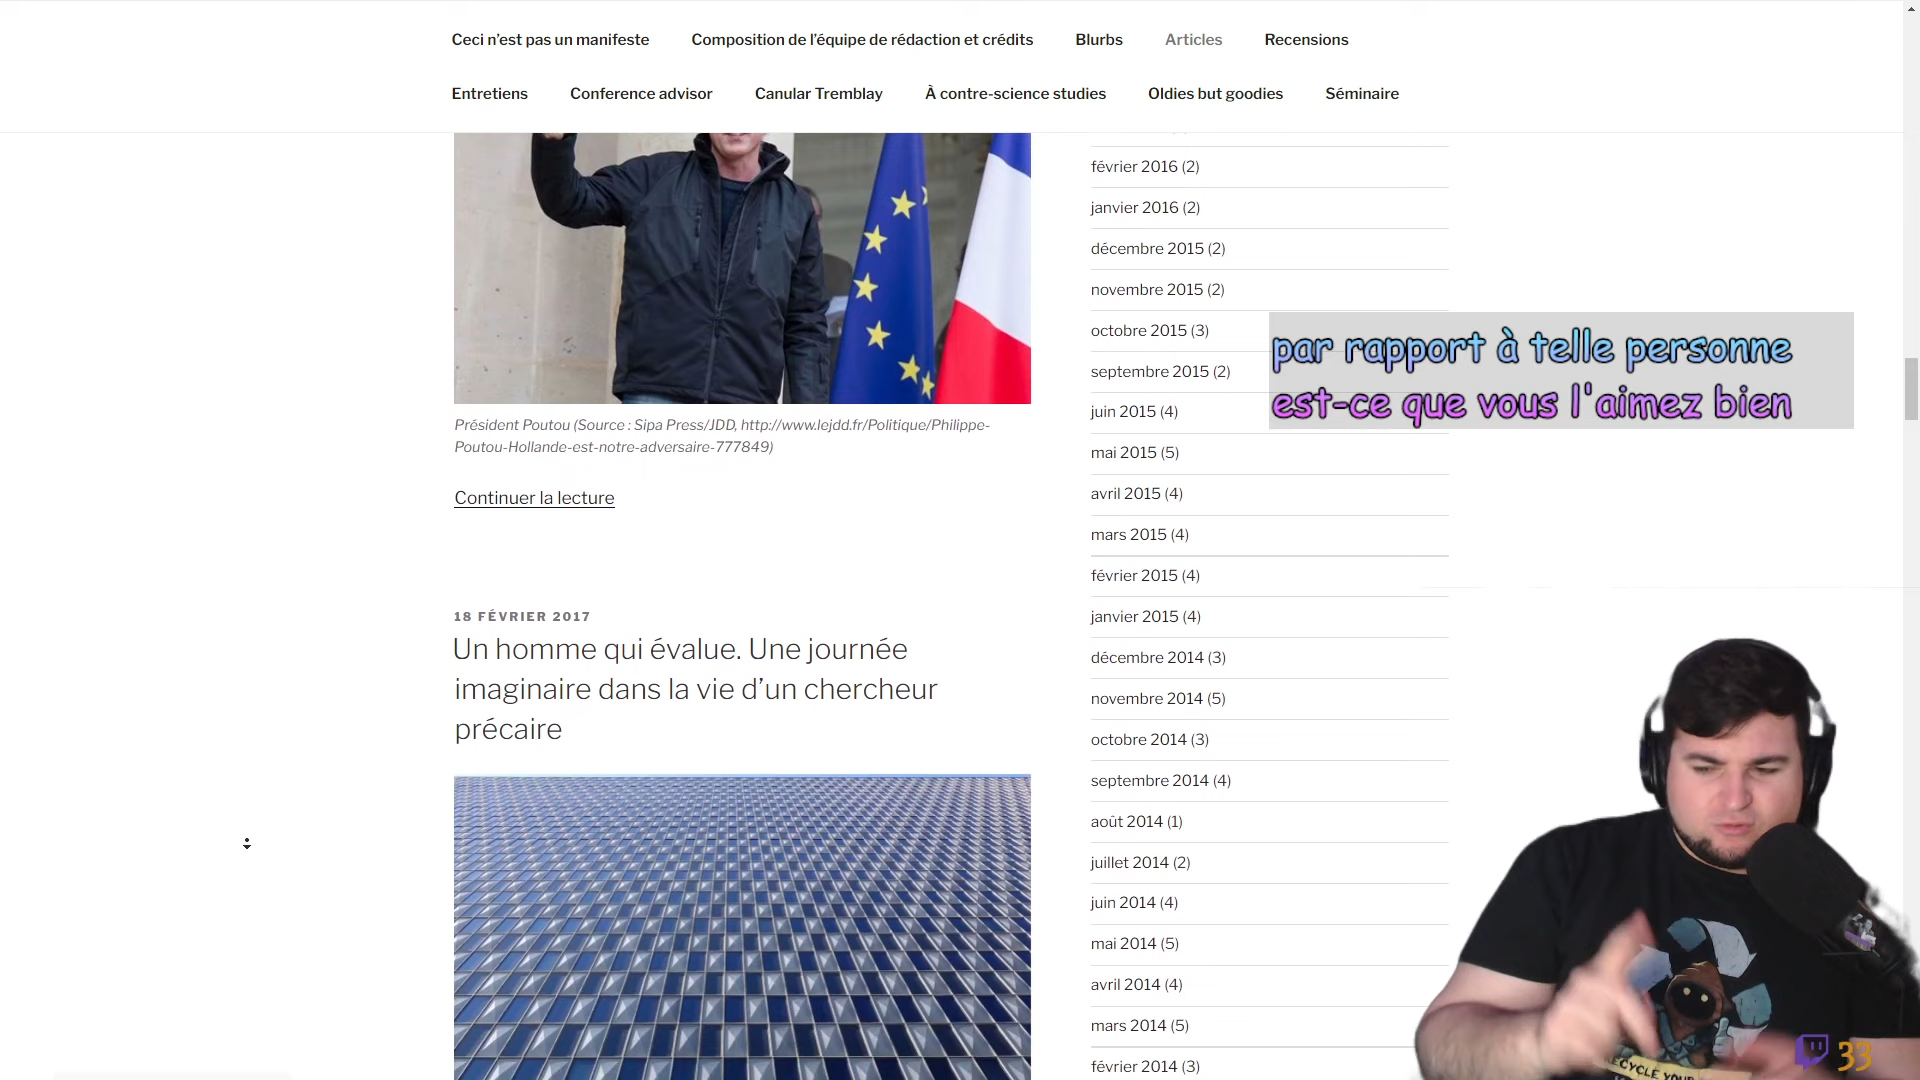 Ceci n’est pas un manifeste
Composition de l’équipe de rédaction et crédits
Blurbs
Articles
Recensions
Entretiens
Conference advisor
Canular Tremblay
À contre-science studies
Oldies but goodies
Séminaire
Président Poutou (Source : Sipa Press/JDD, http://www.lejdd.fr/Politique/Philippe-
Poutou-Hollande-est-notre-adversaire-777849)
Continuer la lecture
18 FÉVRIER 2017
Un homme qui évalue. Une journée
imaginaire dans la vie d’un chercheur
précaire
février 2016 (2)
janvier 2016 (2)
décembre 2015 (2)
novembre 2015 (2)
octobre 2015 (3)
septembre 2015 (2)
juin 2015 (4)
mai 2015 (5)
avril 2015 (4)
mars 2015 (4)
février 2015 (4)
janvier 2015 (4)
décembre 2014 (3)
novembre 2014 (5)
octobre 2014 (3)
septembre 2014 (4)
août 2014 (1)
juillet 2014 (2)
juin 2014 (4)
mai 2014 (5)
avril 2014 (4)
mars 2014 (5)
février 2014 (3)
par rapport à telle personne
est-ce que vous l'aimez bien
RECYCLE YOUR
33